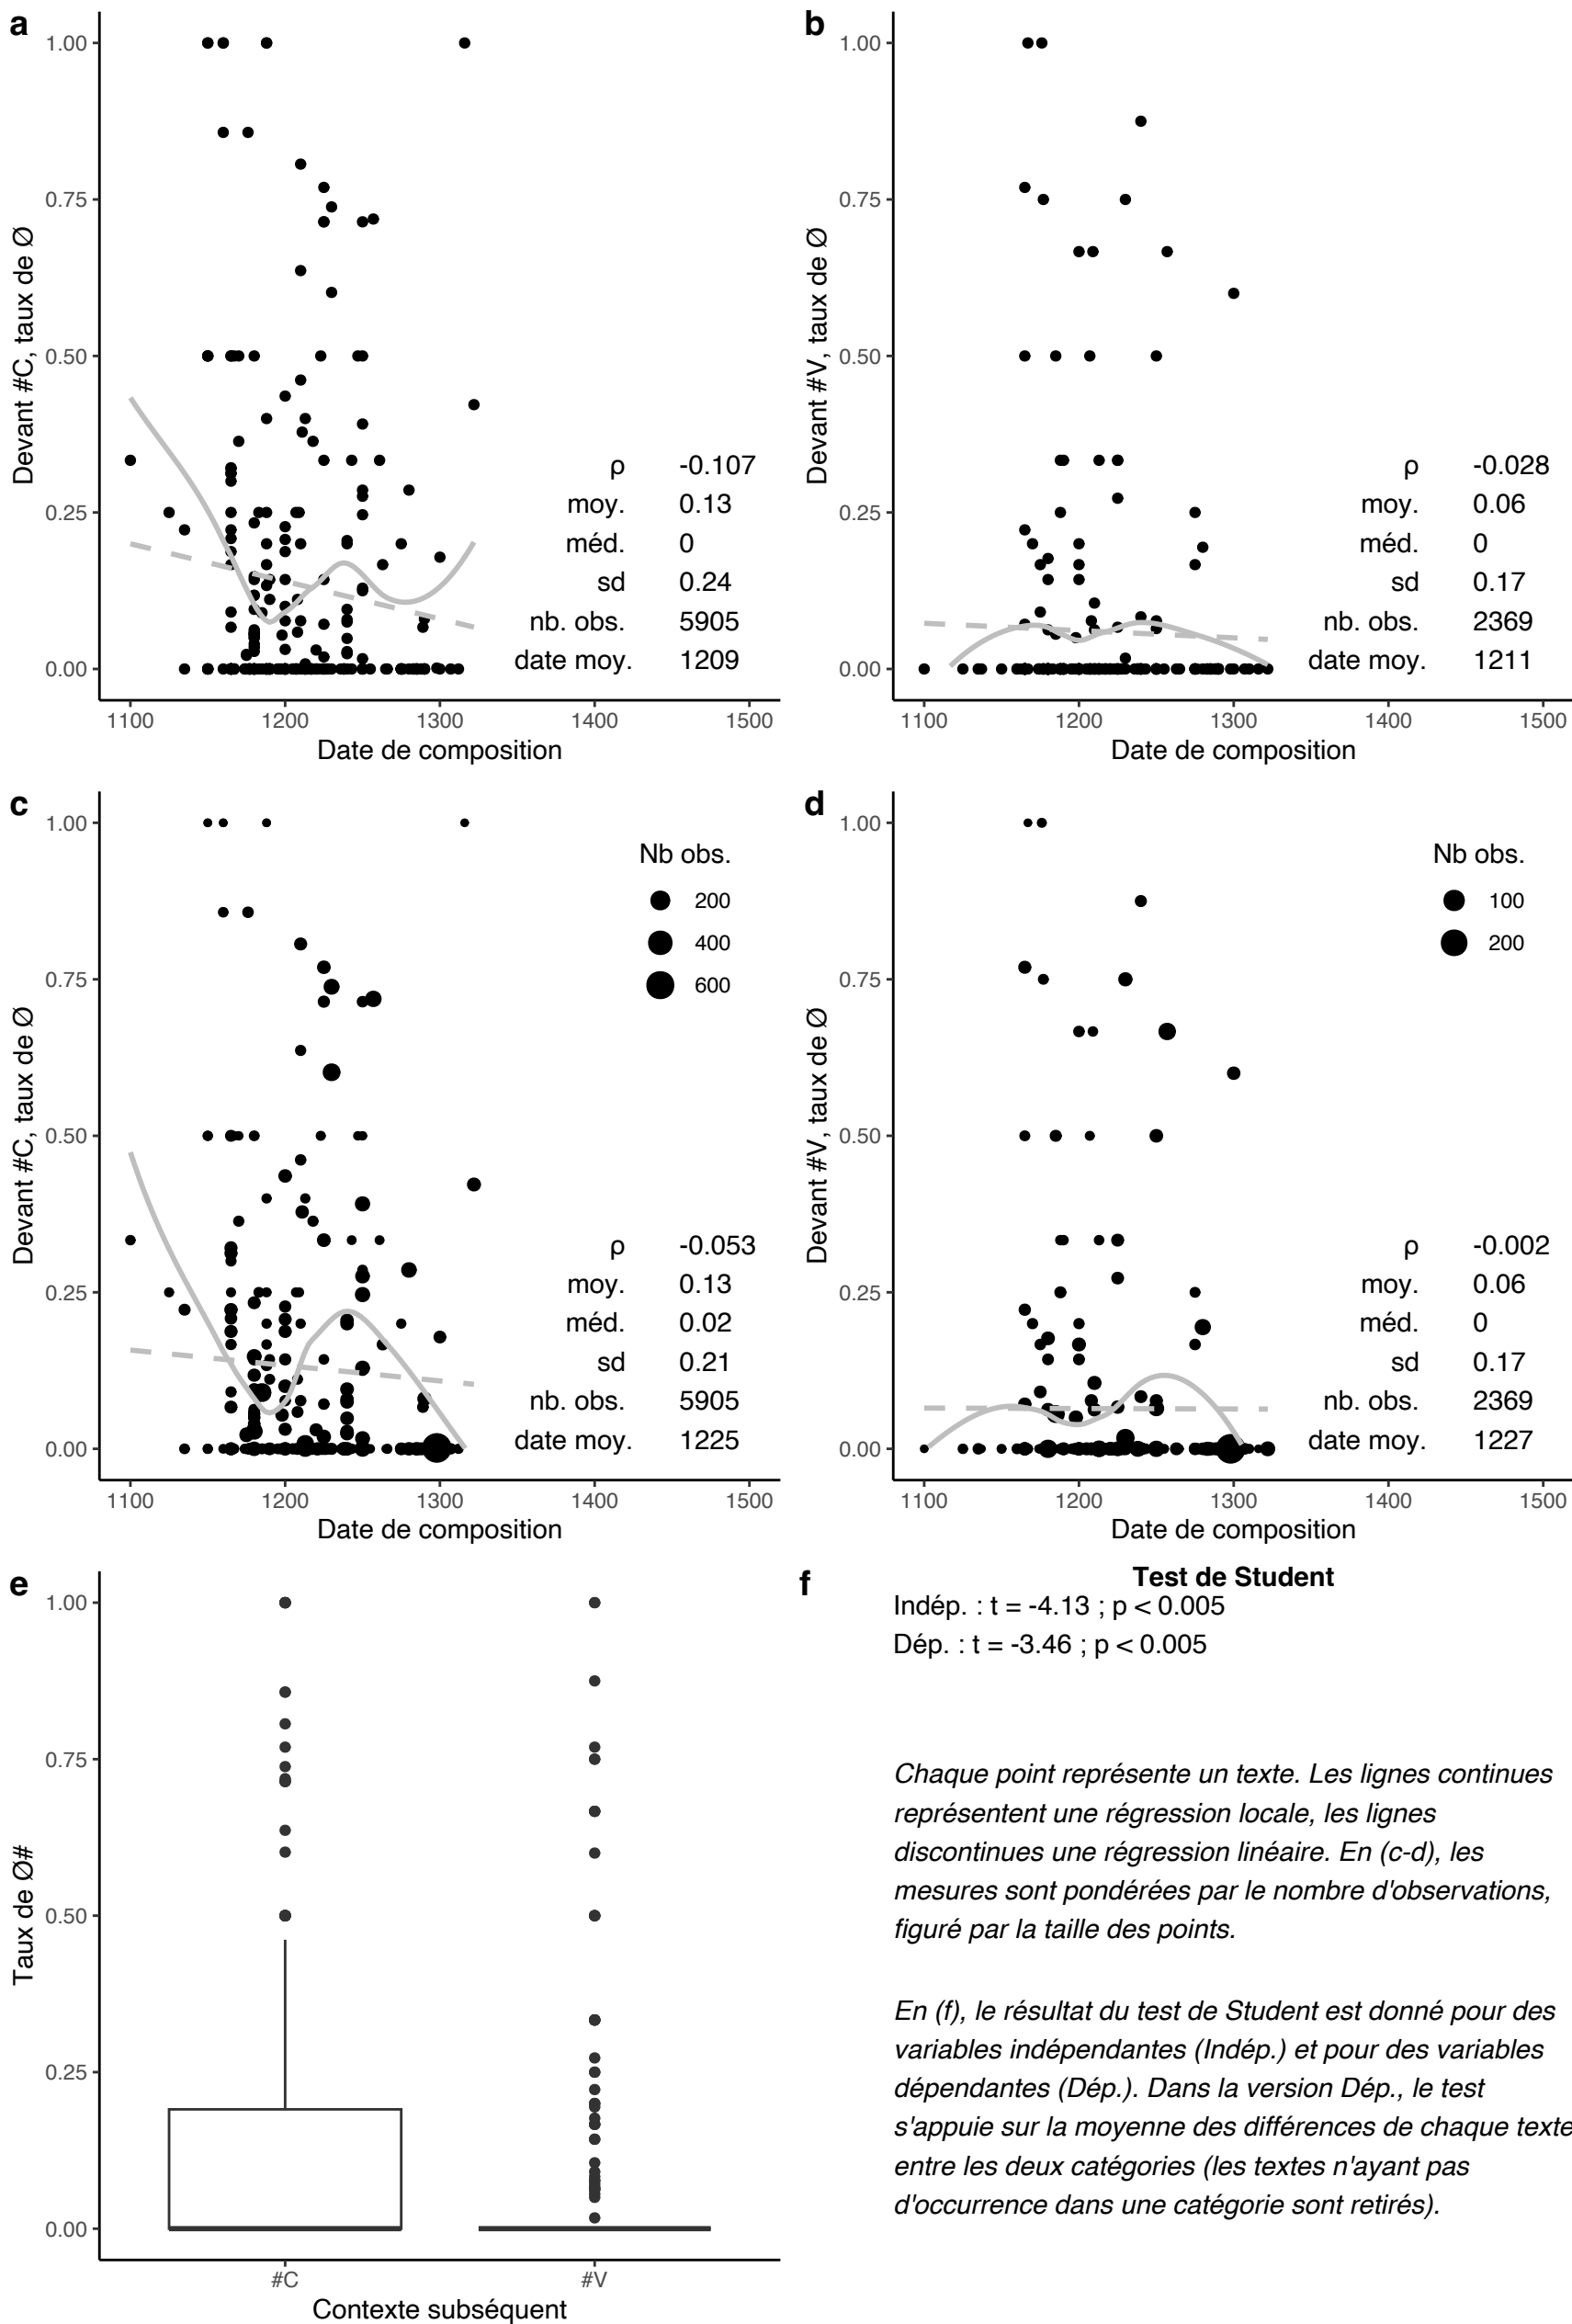 a
Devant #C, taux de Ø
1.00
0.75
0.50
0.25
0.00
ρ -0.107
moy. 0.13
méd. 0
sd 0.24
nb. obs. 5905
date moy. 1209
1100 1200 1300 1400 1500
Date de composition
b
Devant #V, taux de Ø
1.00
0.75
0.50
0.25
0.00
ρ -0.028
moy. 0.06
méd. 0
sd 0.17
nb. obs. 2369
date moy. 1211
1100 1200 1300 1400 1500
Date de composition
c
Devant #C, taux de Ø
1.00
0.75
0.50
0.25
0.00
Nb obs.
200
400
600
ρ -0.053
moy. 0.13
méd. 0.02
sd 0.21
nb. obs. 5905
date moy. 1225
1100 1200 1300 1400 1500
Date de composition
d
Devant #V, taux de Ø
1.00
0.75
0.50
0.25
0.00
Nb obs.
100
200
ρ -0.002
moy. 0.06
méd. 0
sd 0.17
nb. obs. 2369
date moy. 1227
1100 1200 1300 1400 1500
Date de composition
e
Taux de Ø#
1.00
0.75
0.50
0.25
0.00
#C #V
Contexte subséquent
f
Test de Student
Indép. : t = -4.13 ; p < 0.005
Dép. : t = -3.46 ; p < 0.005
Chaque point représente un texte. Les lignes continues
représentent une régression locale, les lignes
discontinues une régression linéaire. En (c-d), les
mesures sont pondérées par le nombre d'observations,
figuré par la taille des points.
En (f), le résultat du test de Student est donné pour des
variables indépendantes (Indép.) et pour des variables
dépendantes (Dép.). Dans la version Dép., le test
s'appuie sur la moyenne des différences de chaque texte
entre les deux catégories (les textes n'ayant pas
d'occurrence dans une catégorie sont retirés).